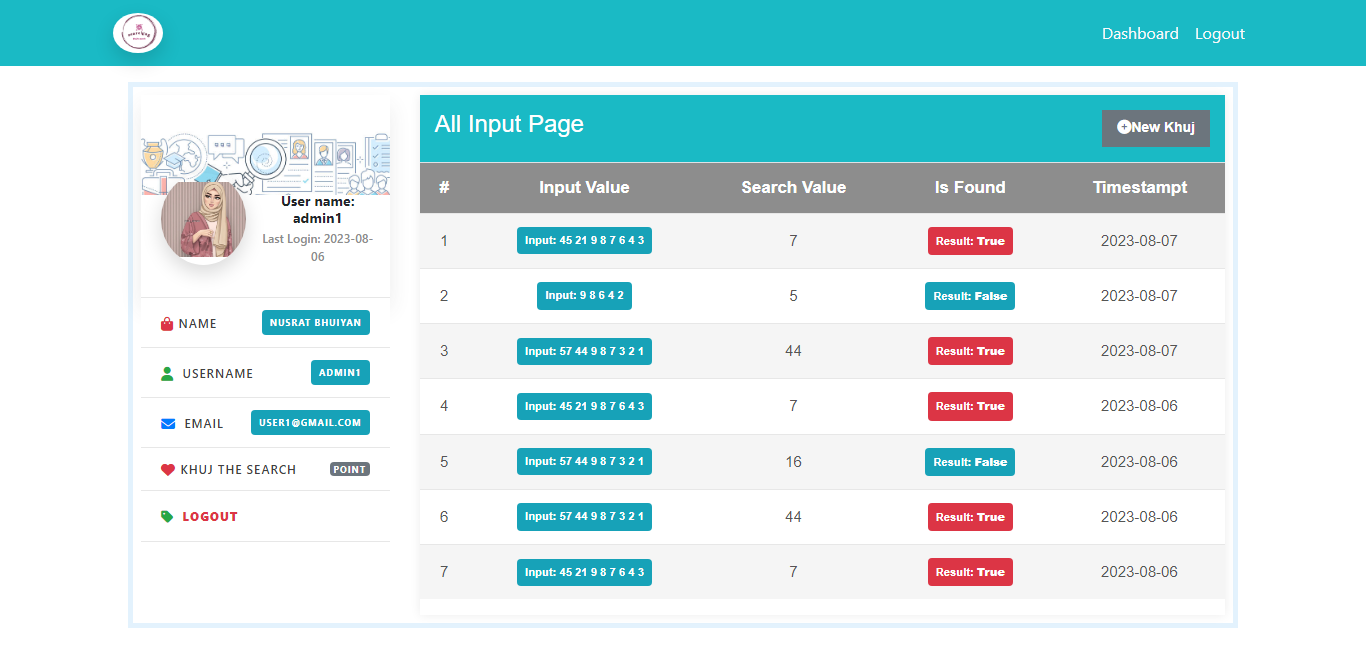 Dashboard Logout
All Input Page
New Khuj
User name:
admin1
Last Login: 2023-08-
06
NAME NUSRAT BHUIYAN
USERNAME ADMIN1
EMAIL USER1@GMAIL.COM
KHUJ THE SEARCH POINT
LOGOUT
# Input Value Search Value Is Found Timestampt
1 Input: 45 21 9 8 7 6 4 3 7 Result: True 2023-08-07
2 Input: 9 8 6 4 2 5 Result: False 2023-08-07
3 Input: 57 44 9 8 7 3 2 1 44 Result: True 2023-08-07
4 Input: 45 21 9 8 7 6 4 3 7 Result: True 2023-08-06
5 Input: 57 44 9 8 7 3 2 1 16 Result: False 2023-08-06
6 Input: 57 44 9 8 7 3 2 1 44 Result: True 2023-08-06
7 Input: 45 21 9 8 7 6 4 3 7 Result: True 2023-08-06